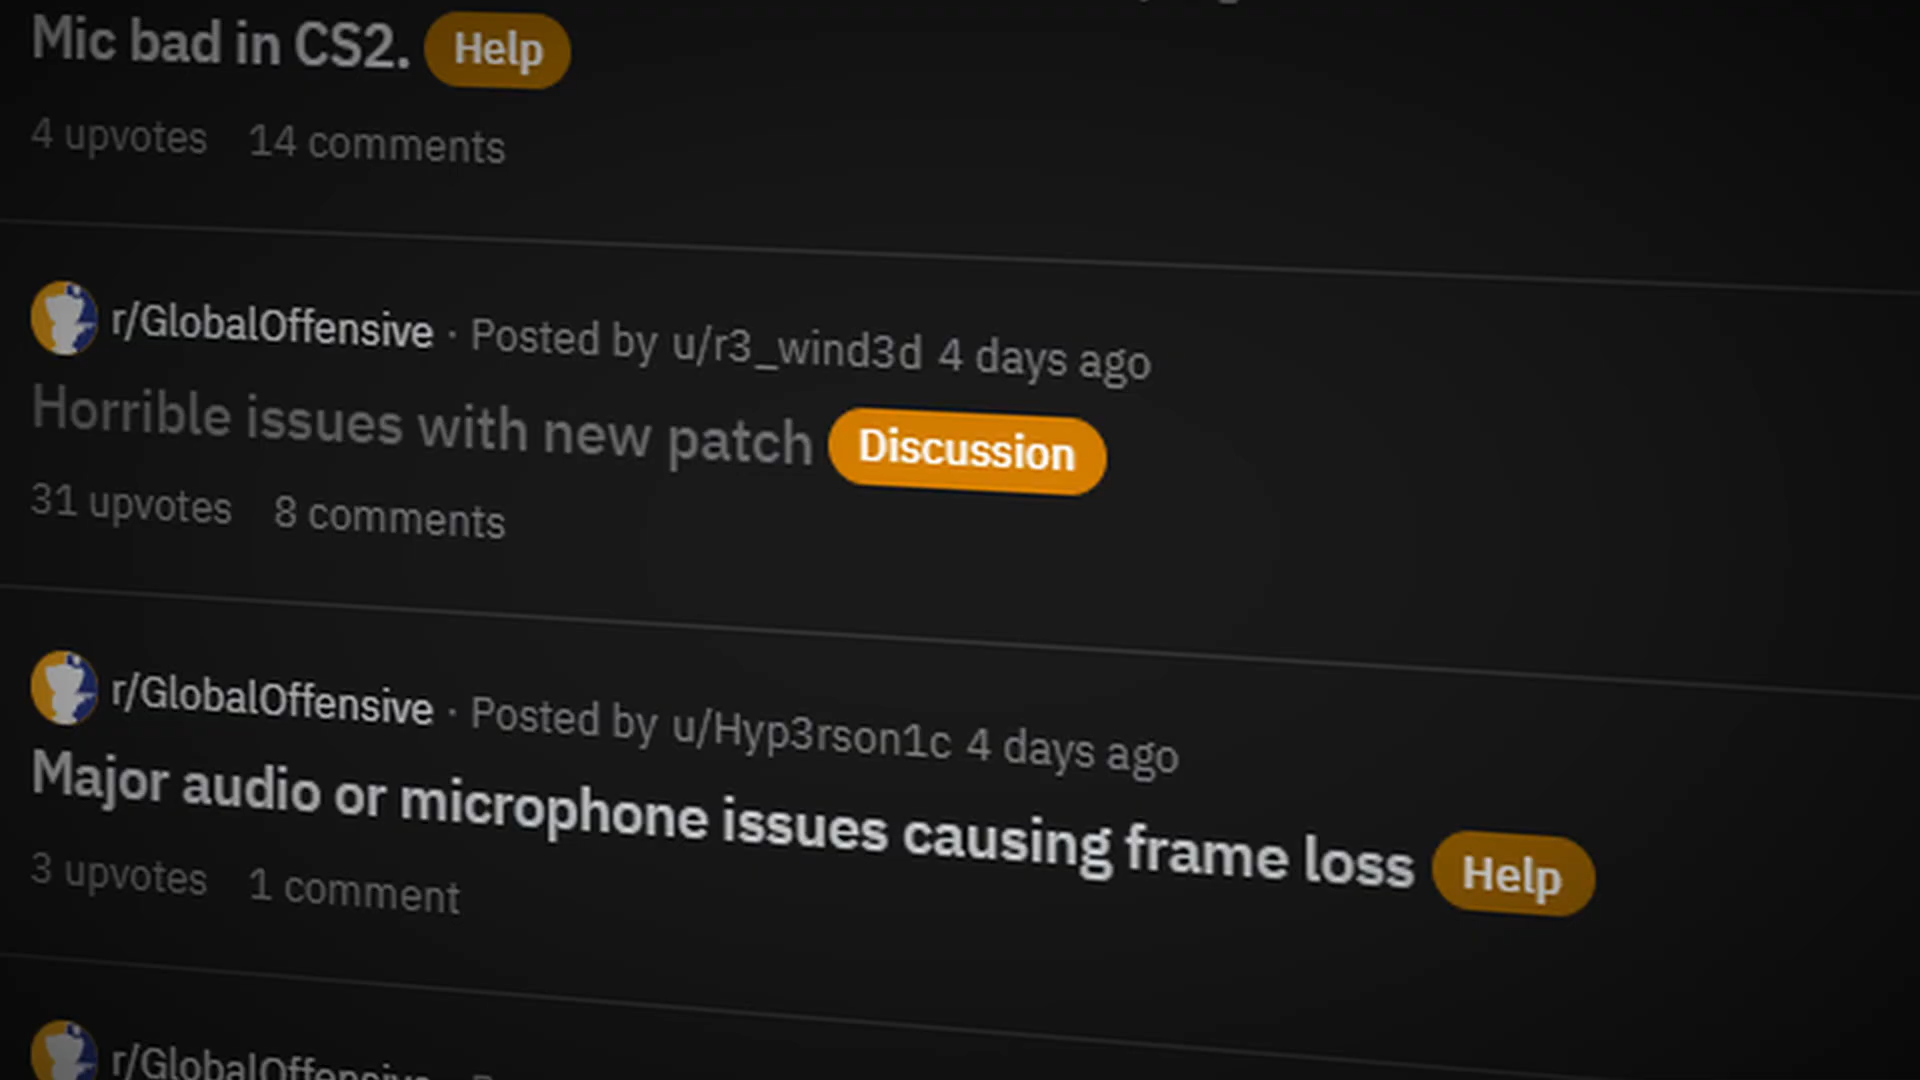 Mic bad in CS2. Help
4 upvotes 14 comments
r/GlobalOffensive · Posted by u/r3_wind3d 4 days ago
Horrible issues with new patch Discussion
31 upvotes 8 comments
r/GlobalOffensive · Posted by u/Hyp3rson1c 4 days ago
Major audio or microphone issues causing frame loss Help
3 upvotes 1 comment
r/GlobalOffensive